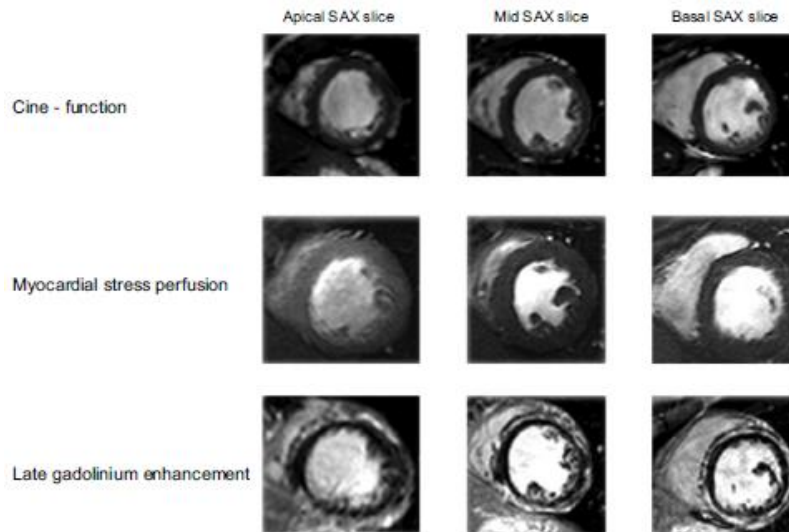 Apical SAX slice
Mid SAX slice
Basal SAX slice
Cine - function
Myocardial stress perfusion
Late gadolinium enhancement